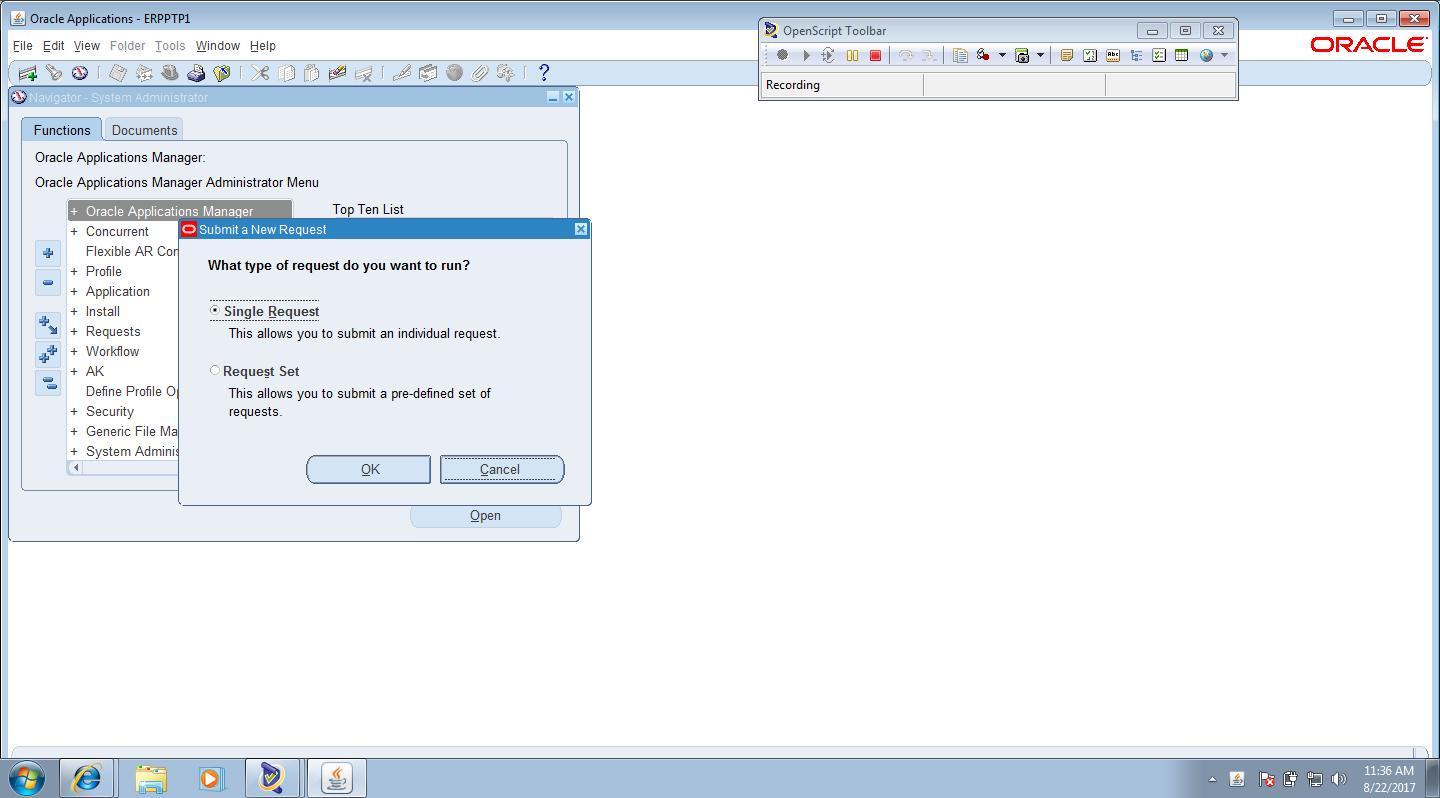 Oracle Applications - ERPPTP1
File Edit View Folder Tools Window Help
OpenScript Toolbar
ORACLE
Recording
Navigator - System Administrator
Functions Documents
Oracle Applications Manager:
Oracle Applications Manager Administrator Menu
+ Oracle Applications Manager
Top Ten List
+ Concurrent
Flexible AR Cor
+ Profile
+ Application
+ Install
+ Requests
+ Workflow
+ AK
Define Profile Op
+ Security
+ Generic File Ma
+ System Adminis
Submit a New Request
What type of request do you want to run?
Single Request
This allows you to submit an individual request.
Request Set
This allows you to submit a pre-defined set of
requests.
OK Cancel
Open
11:36 AM
8/22/2017